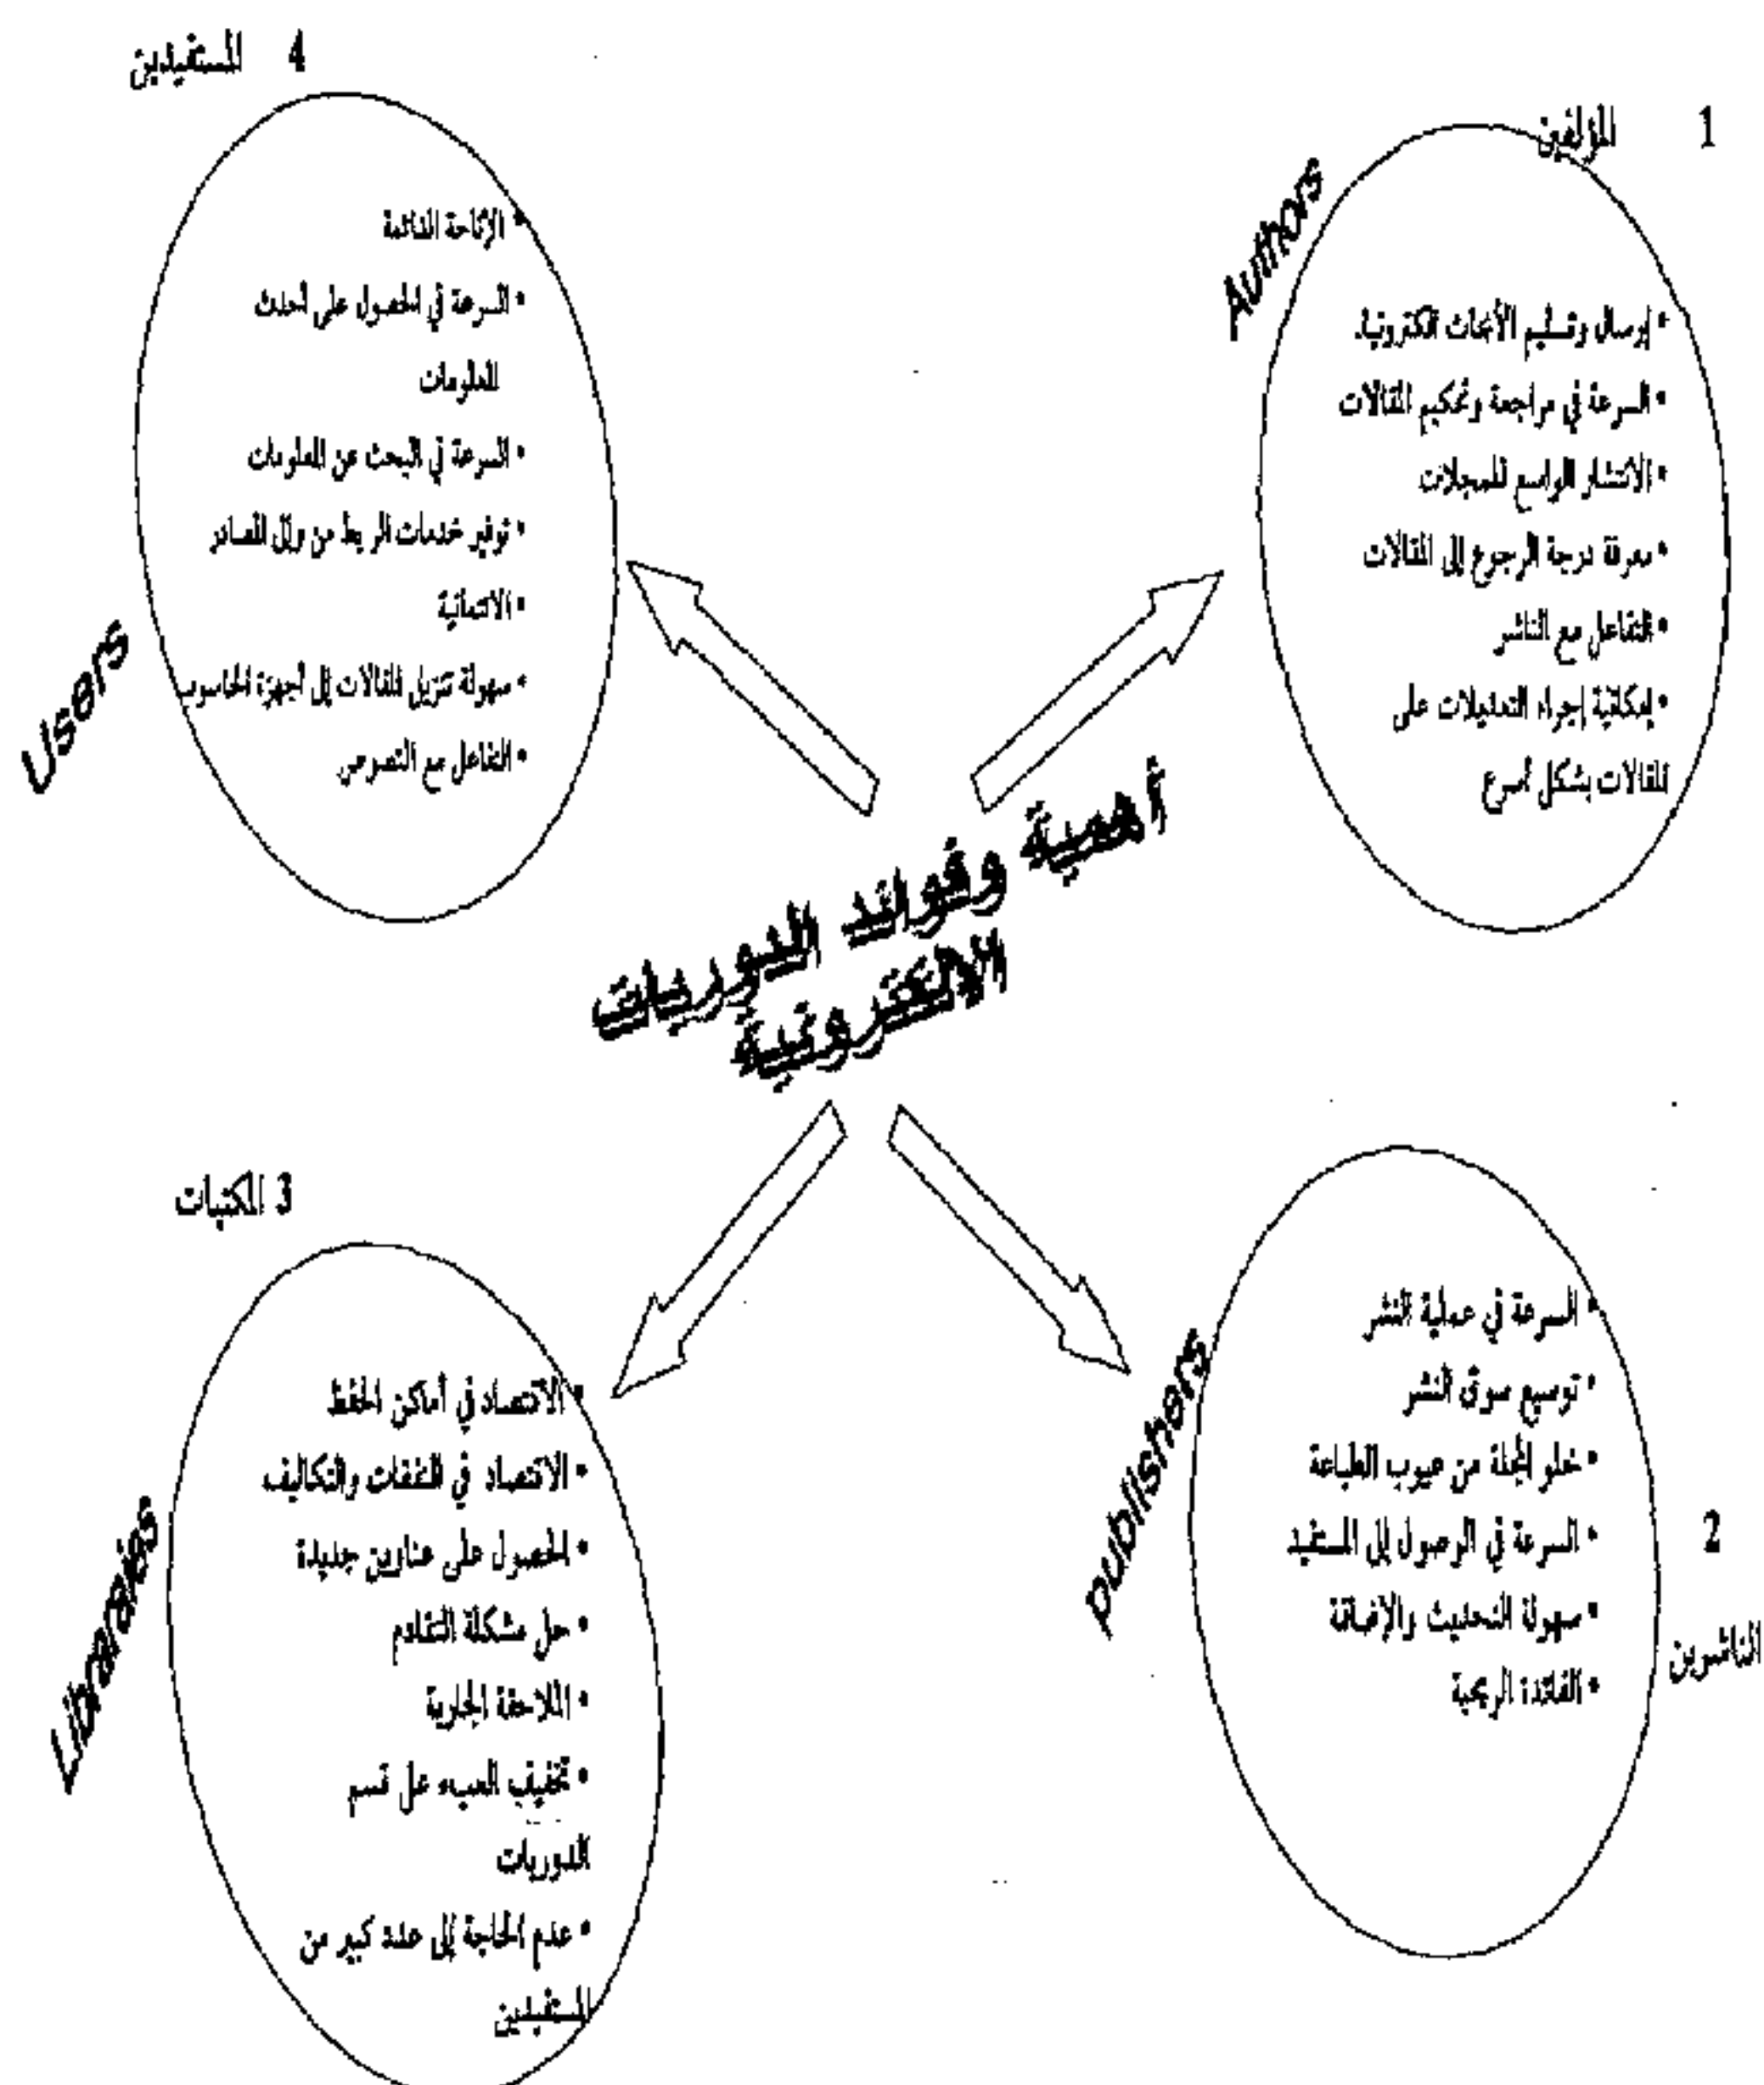 أهمية وفوائد الدوريات
الالكترونية
1 المؤلفين
Authors
• إرسال وتسليم الأبحاث الكترونيا.
• السرعة في مراجعة وتحكيم المقالات
• الانتشار الواسع للمجلات
• معرفة درجة الرجوع إلى المقالات
• التفاعل مع الناشر
• إمكانية إجراء التعديلات على
المقالات بشكل أسرع
2
الناشرين
publishers
• السرعة في عملية النشر
• توسيع سوق النشر
• خلو المجلة من عيوب الطباعة
• السرعة في الوصول إلى المستفيد
• سهولة التحديث والإضافة
• الفائدة الربحية
3 المكتبات
Libraraies
• الاقتصاد في أماكن الحفظ
• الاقتصاد في النفقات والتكاليف
• الحصول على عناوين جديدة
• حل مشكلة التقادم
• الملاحقة الجارية
• تخفيف العبء على قسم
الدوريات
• عدم الحاجة إلى عدد كبير من
المستفيدين
4 المستفيدين
Users
• الإتاحة الدائمة
• السرعة في الحصول على أحدث
المعلومات
• السرعة في البحث عن المعلومات
• توفير خدمات الربط من وإلى المصادر
• الائتمانية
• سهولة تنزيل المقالات إلى أجهزة الحاسوب
• التفاعل مع النصوص